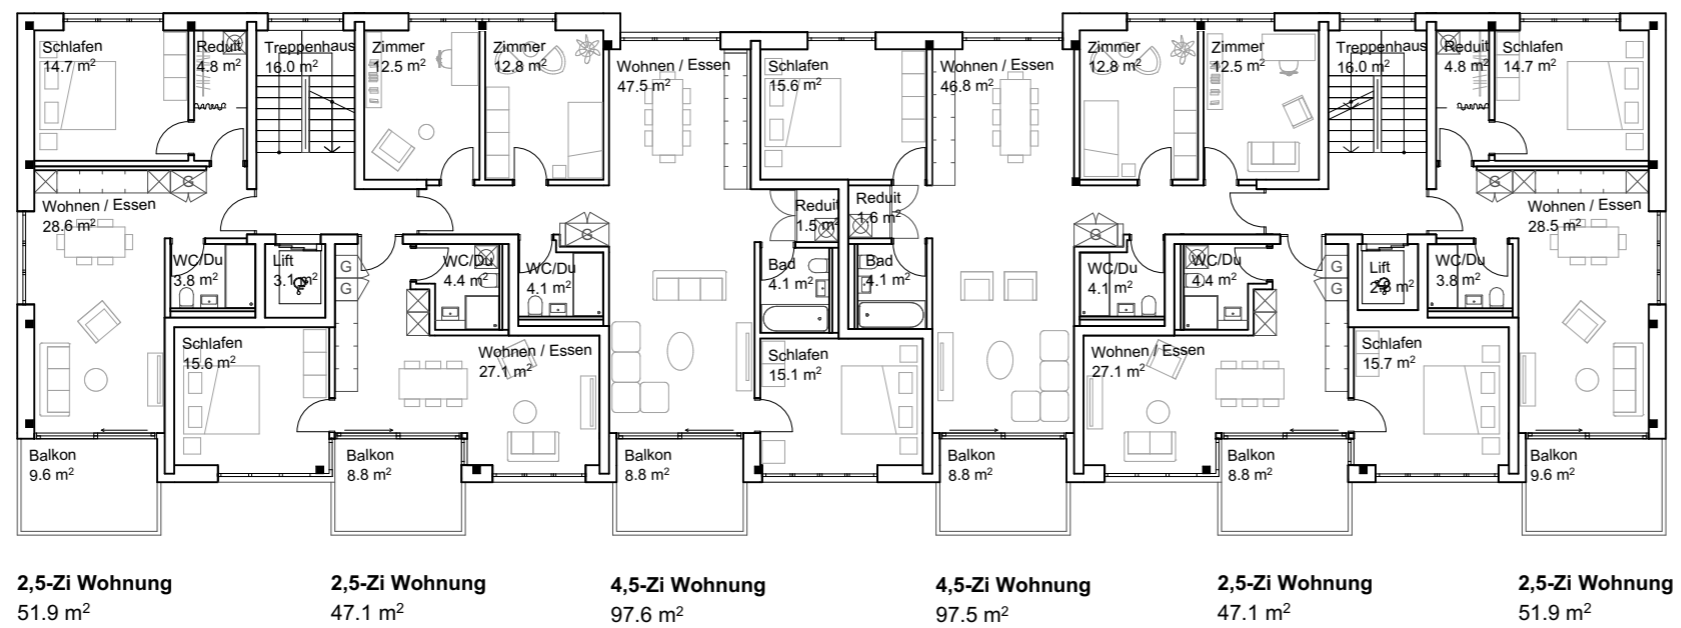 Schlafen
14.7 m²
Reduit
4.8 m²
Treppenhaus
16.0 m²
Zimmer
12.5 m²
Zimmer
12.8 m²
Wohnen / Essen
47.5 m²
Schlafen
15.6 m²
Wohnen / Essen
46.8 m²
Zimmer
12.8 m²
Zimmer
12.5 m²
Treppenhaus
16.0 m²
Reduit
4.8 m²
Schlafen
14.7 m²
Wohnen / Essen
28.6 m²
S
S
Reduit
1.5 m²
Reduit
1.6 m²
S
S
Wohnen / Essen
28.5 m²
WC/Du
3.8 m²
Lift
3.1 m²
G
G
WC/Du
4.4 m²
WC/Du
4.1 m²
Bad
4.1 m²
Bad
4.1 m²
WC/Du
4.1 m²
WC/Du
4.4 m²
G
G
Lift
WC/Du
3.8 m²
Schlafen
15.6 m²
Wohnen / Essen
27.1 m²
Schlafen
15.1 m²
Wohnen / Essen
27.1 m²
Schlafen
15.7 m²
Balkon
9.6 m²
Balkon
8.8 m²
Balkon
8.8 m²
Balkon
8.8 m²
Balkon
8.8 m²
Balkon
9.6 m²
2,5-Zi Wohnung
51.9 m²
2,5-Zi Wohnung
47.1 m²
4,5-Zi Wohnung
97.6 m²
4,5-Zi Wohnung
97.5 m²
2,5-Zi Wohnung
47.1 m²
2,5-Zi Wohnung
51.9 m²